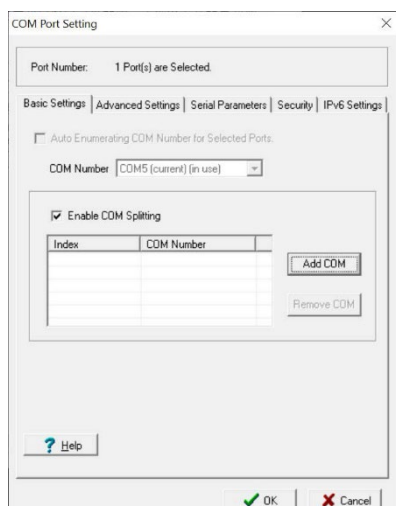 COM Port Setting
Port Number: 1 Port(s) are Selected.
Basic Settings Advanced Settings Serial Parameters Security IPv6 Settings
Auto Enumerating COM Number for Selected Ports.
COM Number COM5 (current) (in use)
Enable COM Splitting
Index COM Number
Add COM
Remove COM
? Help
OK Cancel